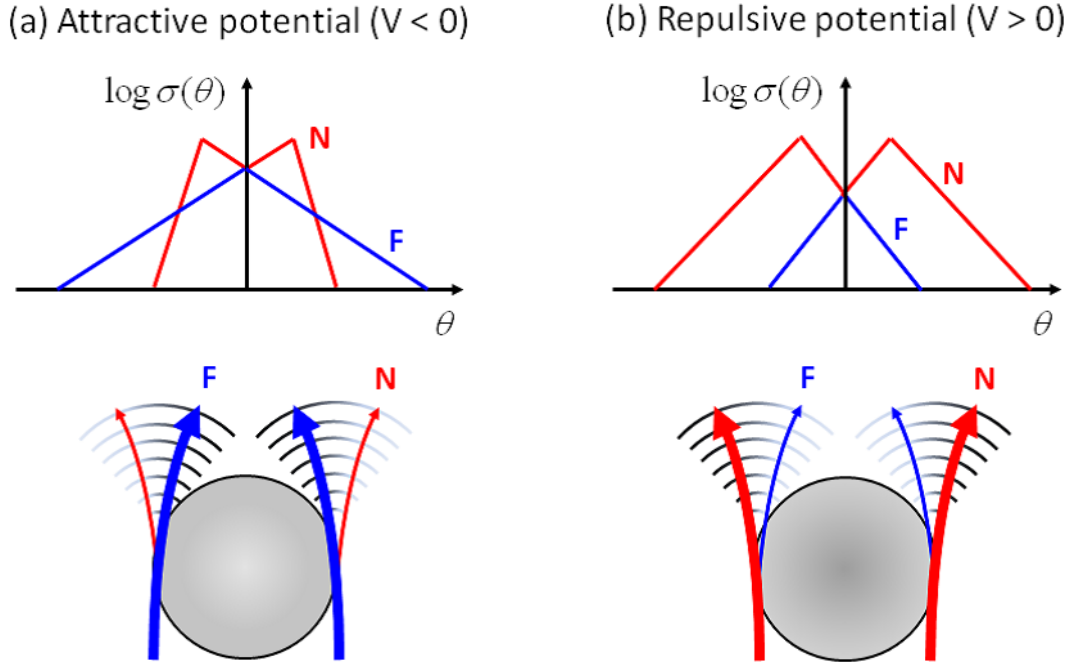 (a) Attractive potential (V < 0)
(b) Repulsive potential (V > 0)
log σ(θ)
N
F
θ
log σ(θ)
N
F
θ
F
N
F
N